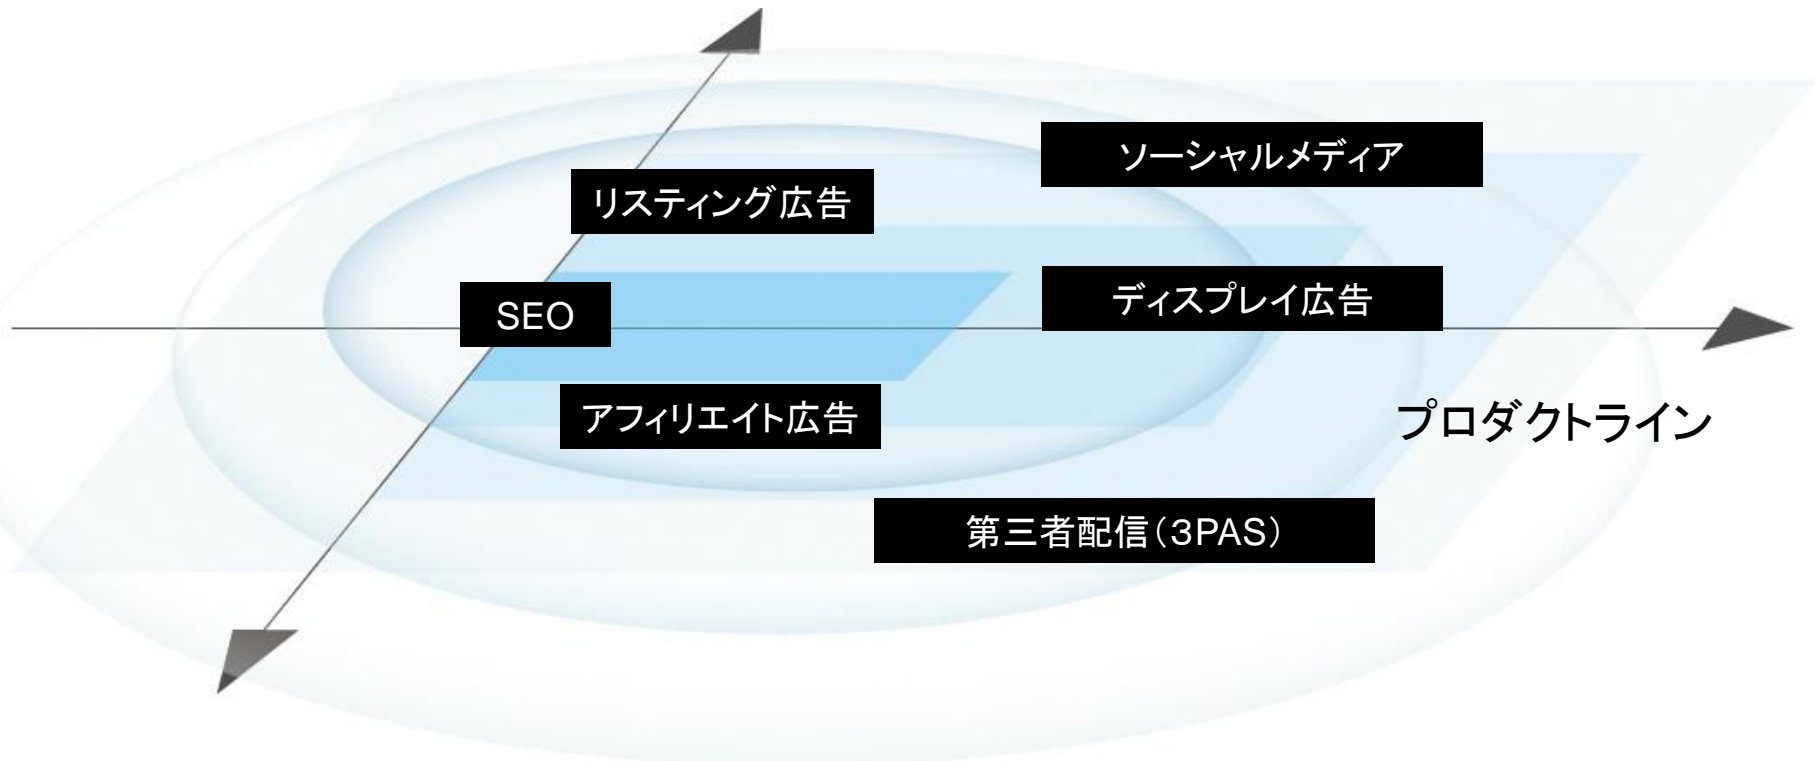 ソーシャルメディア
リスティング広告
SEO
ディスプレイ広告
アフィリエイト広告
プロダクトライン
第三者配信（3PAS）